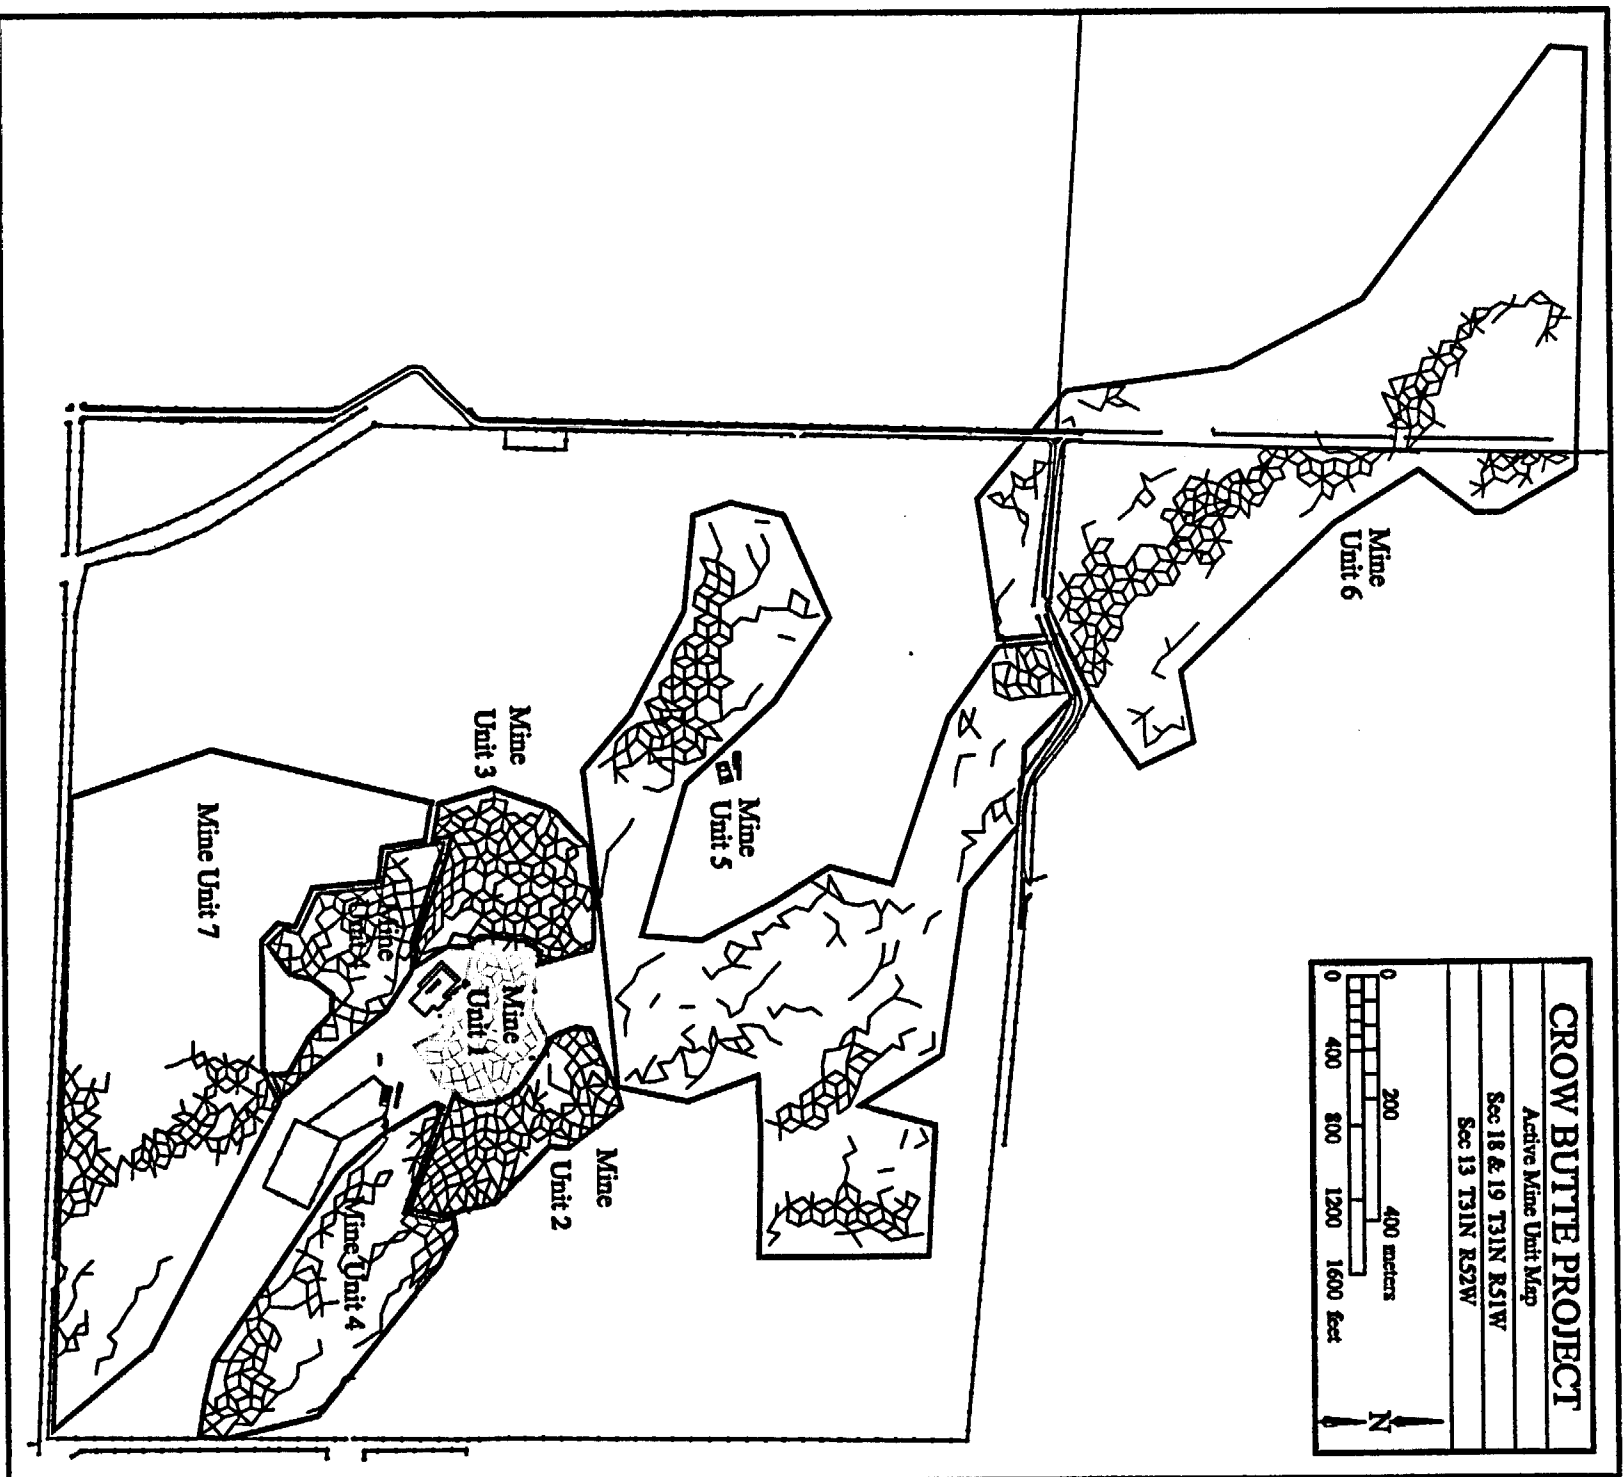 CROW BUTTE PROJECT
Active Mine Unit Map
Sec 18 & 19 T31N R51W
Sec 13 T31N R52W
0 200 400 meters
0 400 800 1200 1600 feet
N
Mine
Unit 6
Mine
Unit 5
Mine
Unit 2
Mine
Unit 3
Mine
Unit 1
Mine
Unit 4
Mine Unit 4
Mine Unit 7